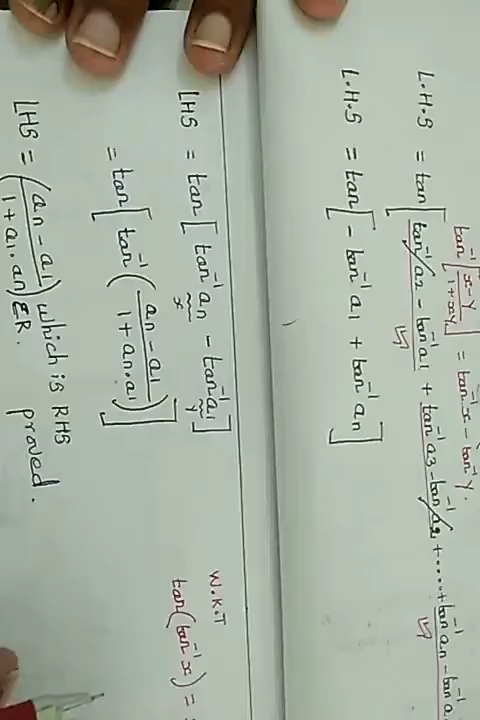 tan⁻¹[x-y / 1+xy] = tan⁻¹x - tan⁻¹y.
L.H.S = tan[tan⁻¹a2 - tan⁻¹a1 + tan⁻¹a3 - tan⁻¹a2 + ..... + tan⁻¹an - tan⁻¹a
L.H.S = tan[- tan⁻¹a1 + tan⁻¹an]
LHS = tan[tan⁻¹an - tan⁻¹a1]
x y
W.K.T
tan(tan⁻¹x) =
= tan[tan⁻¹(an - a1 / 1 + an.a1)]
LHS = (an - a1 / 1 + a1.an) which is RHS
ER. proved.